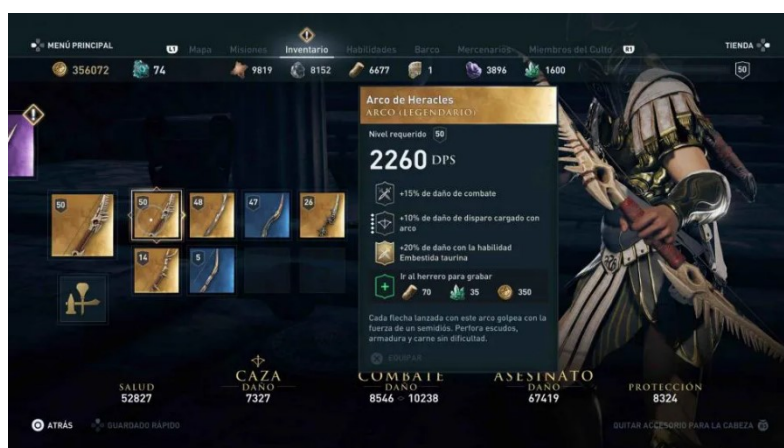 MENÚ PRINCIPAL L1 Mapa Misiones Inventario Habilidades Barco Mercenarios Miembros del Culto R1 TIENDA
356072 74 9819 8152 6677 1 3896 1600 50
Arco de Heracles
ARCO (LEGENDARIO)
Nivel requerido 50
2260 DPS
50 50 48 47 26
+15% de daño de combate
+10% de daño de disparo cargado con
arco
14 5
+20% de daño con la habilidad
Embestida taurina
Ir al herrero para grabar
70 35 350
Cada flecha lanzada con este arco golpea con la
fuerza de un semidiós. Perfora escudos,
armadura y carne sin dificultad.
EQUIPAR
SALUD
52827
CAZA
DAÑO
7327
COMBATE
DAÑO
8546 10238
ASESINATO
DAÑO
67419
PROTECCIÓN
8324
ATRÁS GUARDADO RÁPIDO QUITAR ACCESORIO PARA LA CABEZA